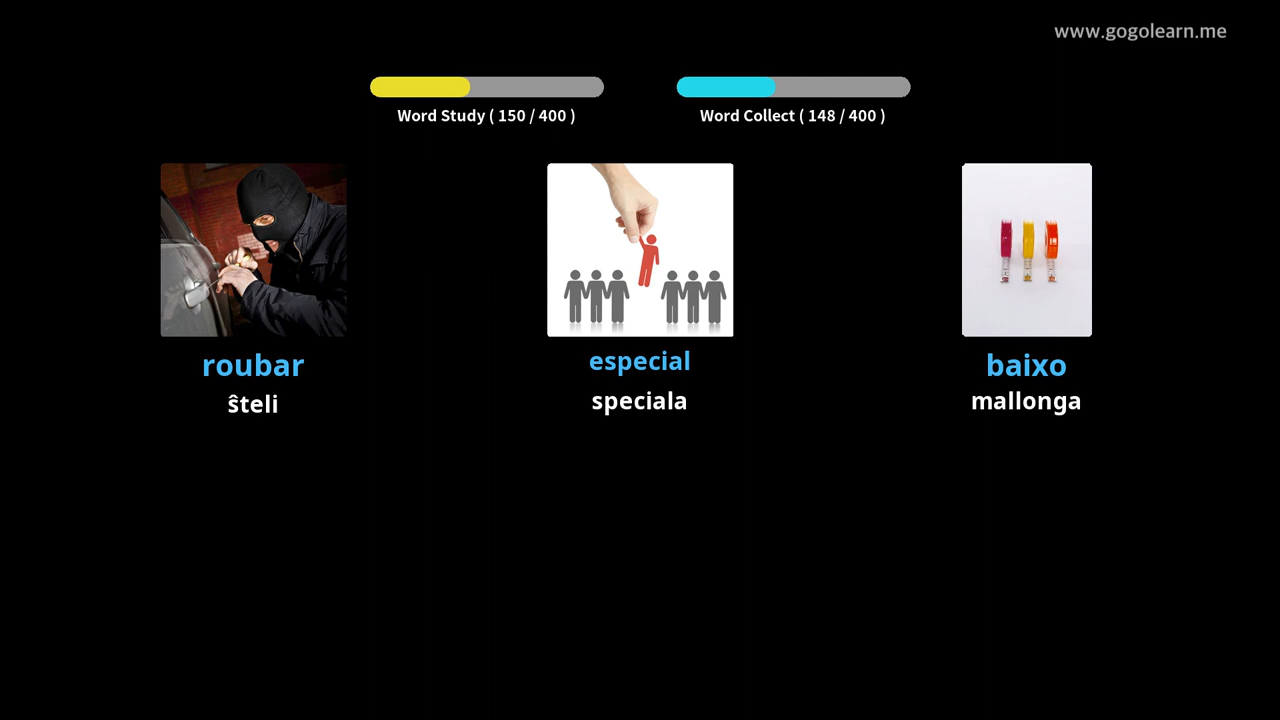 www.gogolearn.me
Word Study ( 150 / 400 )
Word Collect ( 148 / 400 )
roubar
ŝteli
especial
speciala
baixo
mallonga